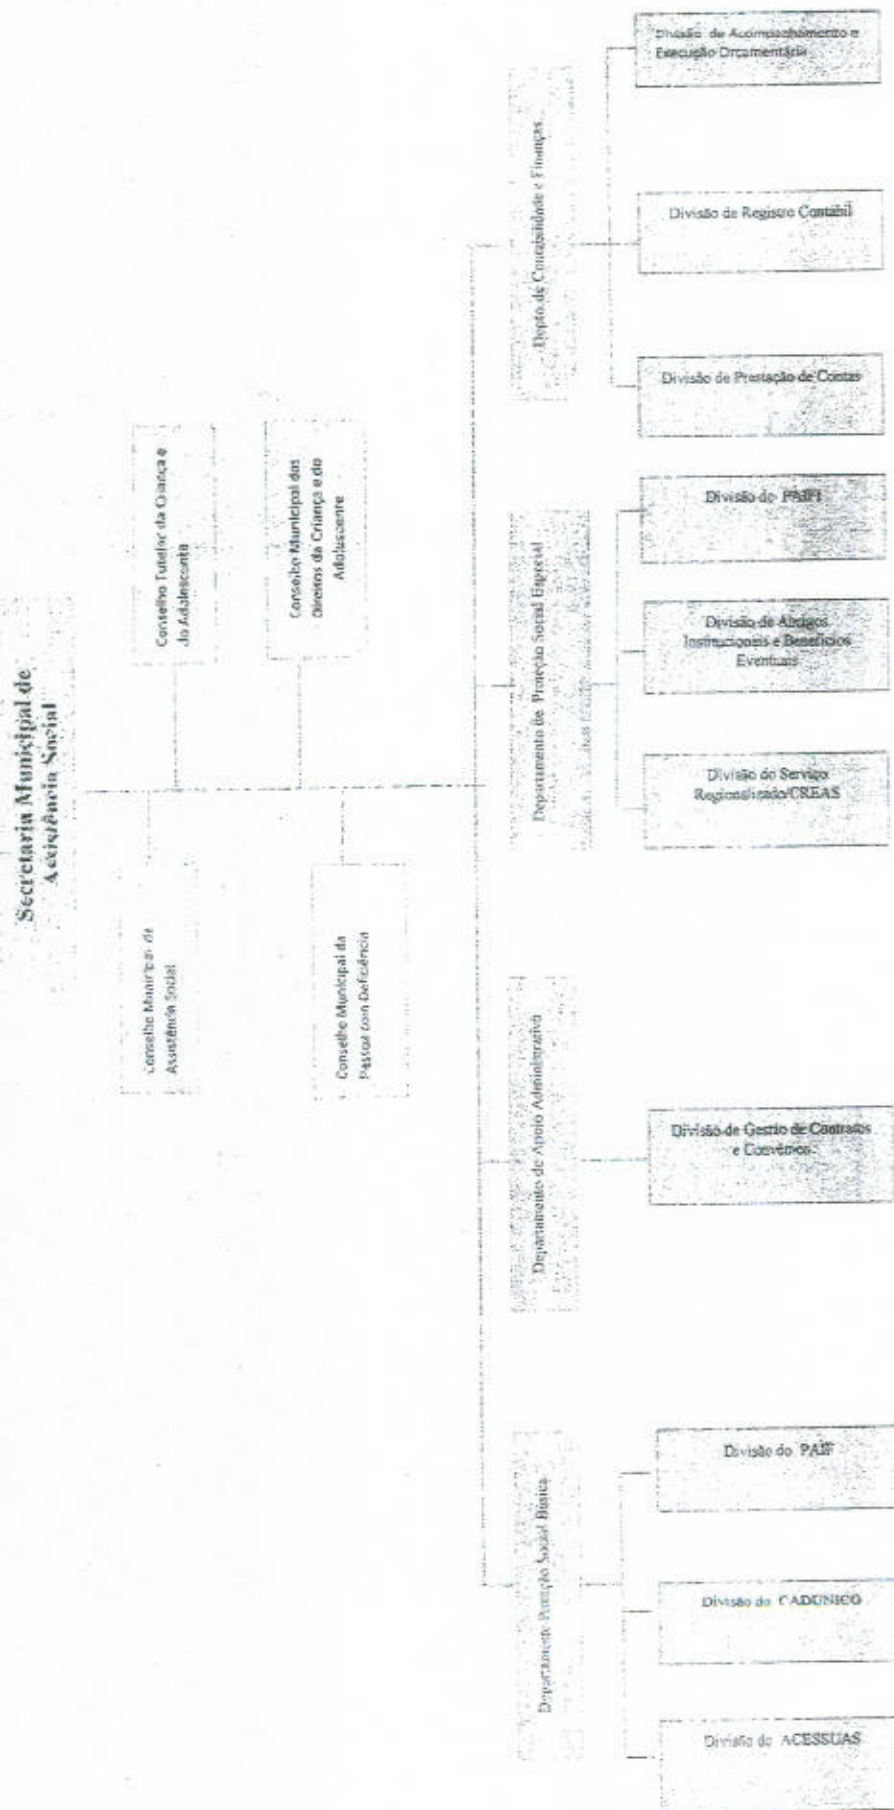 Secretaria Municipal de
Assistência Social
Conselho Municipal de
Assistência Social
Conselho Tutelar da Criança e
do Adolescente
Conselho Municipal da
Pessoa com Deficiência
Conselho Municipal dos
Direitos da Criança e do
Adolescente
Departamento Proteção Social Básica
Departamento de Apoio Administrativo
Departamento de Proteção Social Especial
Depto de Contabilidade e Finanças
Divisão do ACESSUAS
Divisão do CADUNICO
Divisão do PAIF
Divisão de Gestão de Contratos
e Convênios
Divisão do Serviço
Regionalizado/CREAS
Divisão de Abrigos
Institucionais e Benefícios
Eventuais
Divisão do
Divisão de Prestação de Contas
Divisão de Registro Contábil
Divisão de Acompanhamento e
Execução Orçamentária